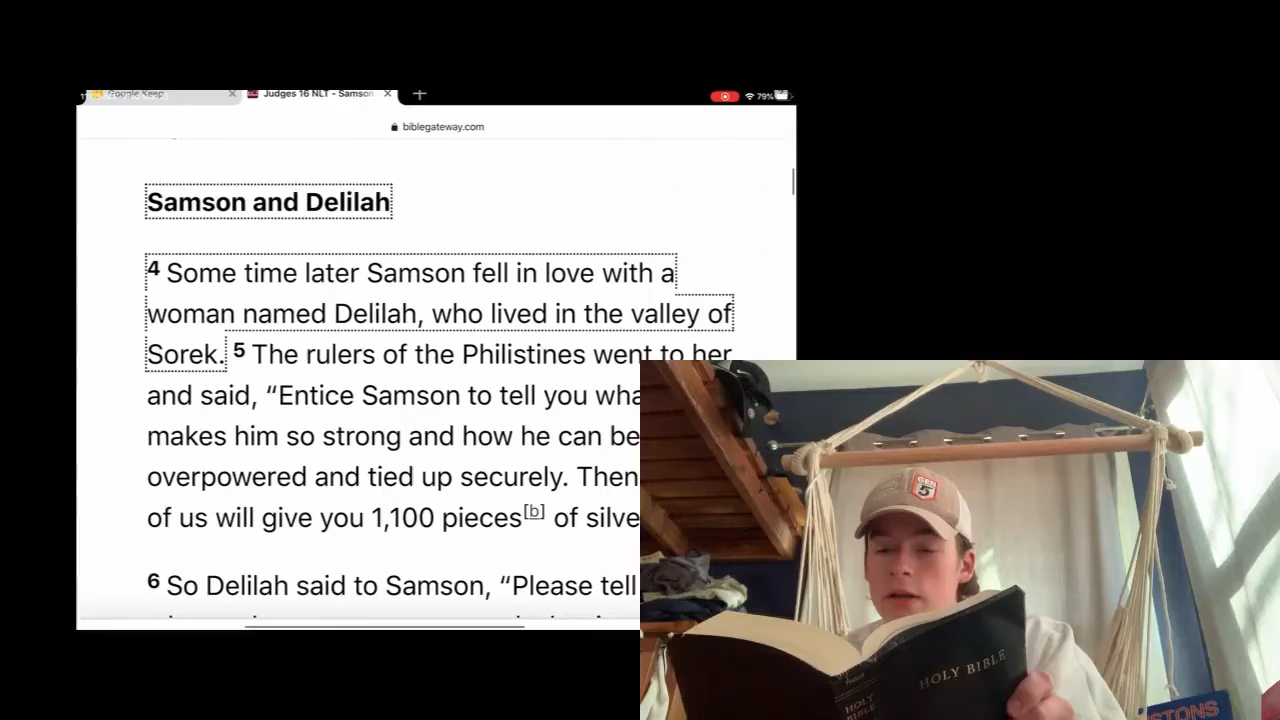 Google Keep
Judges 16 NLT - Samson
79%
biblegateway.com
Samson and Delilah
4 Some time later Samson fell in love with a
woman named Delilah, who lived in the valley of
Sorek. 5 The rulers of the Philistines went to her
and said, “Entice Samson to tell you wha
makes him so strong and how he can be
overpowered and tied up securely. Then
of us will give you 1,100 pieces[b] of silve
6 So Delilah said to Samson, “Please tell
GEN
5
HOLY BIBLE
HOLY
BIBLE
STONS